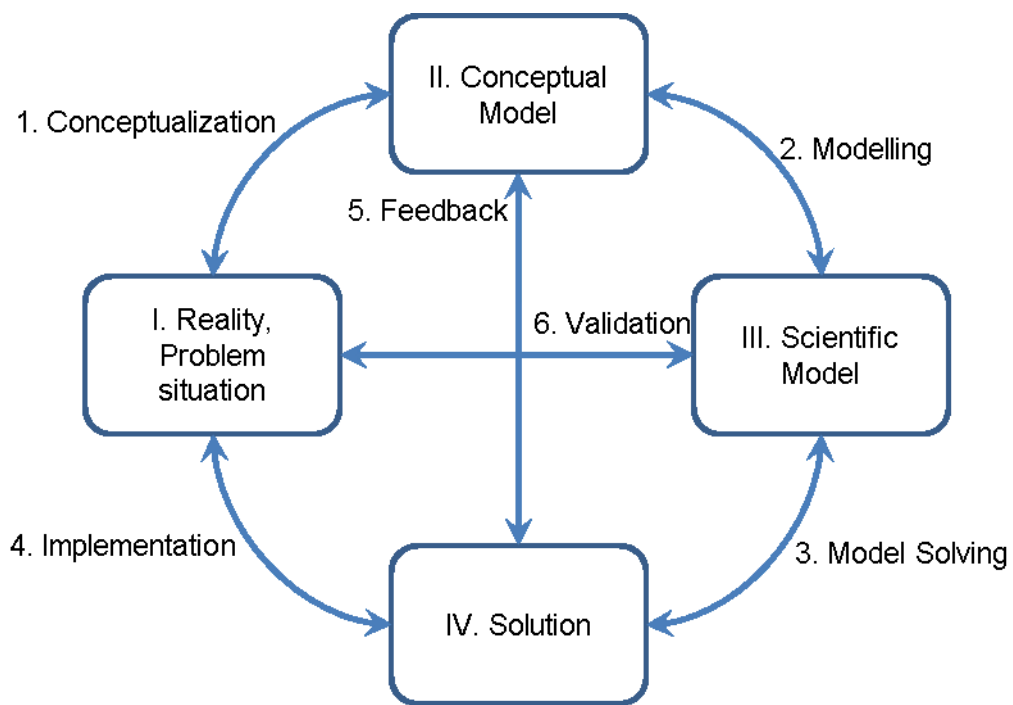 II. Conceptual
Model
1. Conceptualization
2. Modelling
5. Feedback
I. Reality,
Problem
situation
6. Validation
III. Scientific
Model
4. Implementation
3. Model Solving
IV. Solution